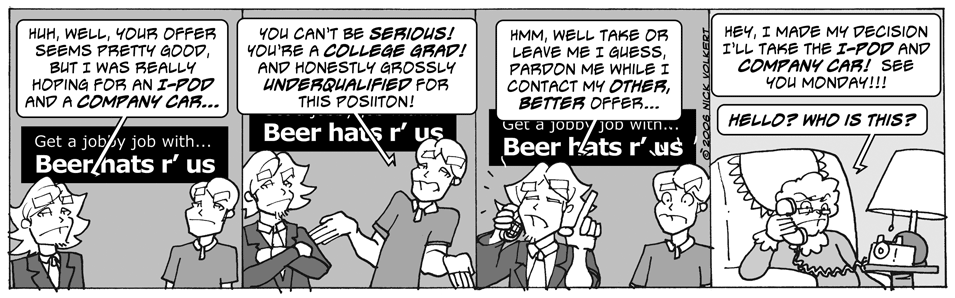 HUH, WELL, YOUR OFFER
SEEMS PRETTY GOOD,
BUT I WAS REALLY
HOPING FOR AN I-POD
AND A COMPANY CAR...
Get a jobby job with...
Beer hats r' us
YOU CAN'T BE SERIOUS!
YOU'RE A COLLEGE GRAD!
AND HONESTLY GROSSLY
UNDERQUALIFIED FOR
THIS POSIITON!
Get a jobby job with...
Beer hats r' us
HMM, WELL TAKE OR
LEAVE ME I GUESS,
PARDON ME WHILE I
CONTACT MY OTHER,
BETTER OFFER...
Get a jobby job with...
Beer hats r' us
© 2006 NICK VOLKERT
HEY, I MADE MY DECISION
I'LL TAKE THE I-POD AND
COMPANY CAR! SEE
YOU MONDAY!!!
HELLO? WHO IS THIS?